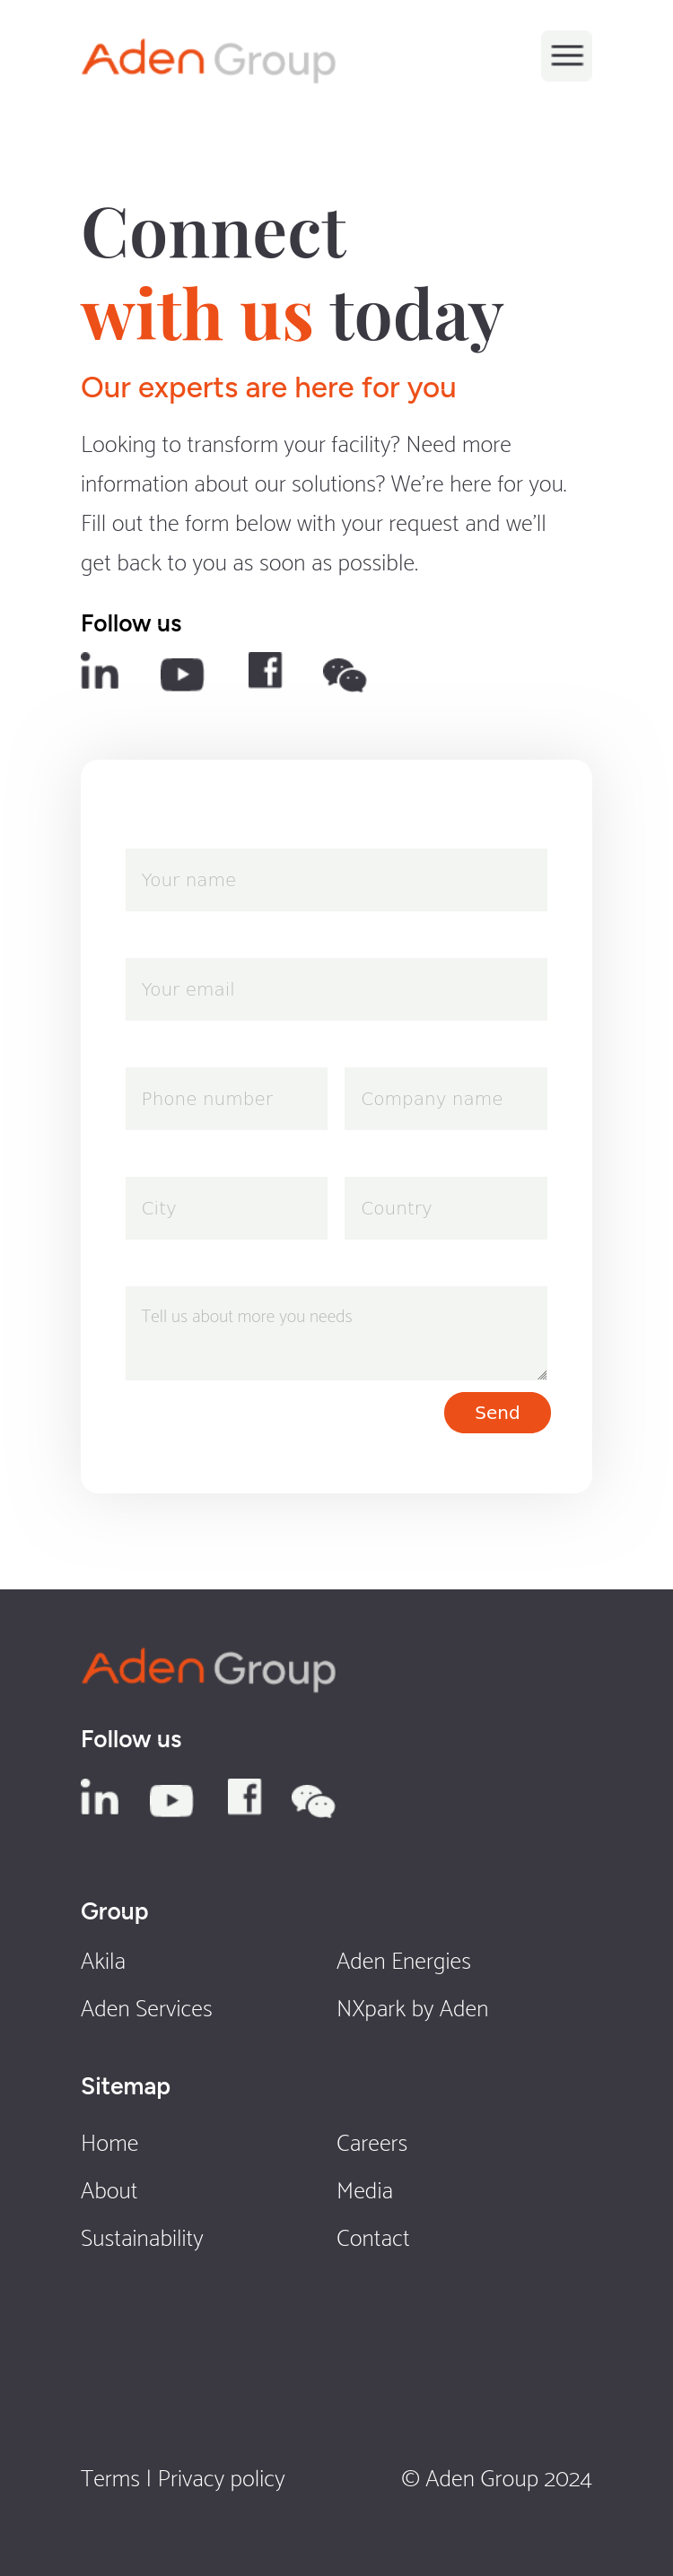 Aden Group
Connect
with us today
Our experts are here for you
Looking to transform your facility? Need more
information about our solutions? We're here for you.
Fill out the form below with your request and we'll
get back to you as soon as possible.
Follow us
Your name
Your email
Phone number Company name
City Country
Tell us about more you needs
Send
Aden Group
Follow us
Group
Akila Aden Energies
Aden Services NXpark by Aden
Sitemap
Home Careers
About Media
Sustainability Contact
Terms | Privacy policy © Aden Group 2024